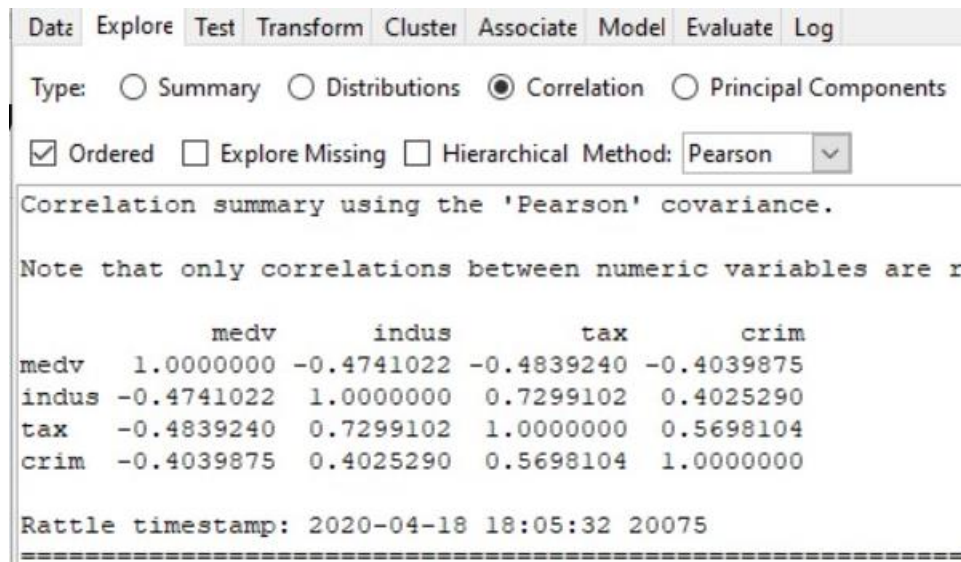 Data Explore Test Transform Cluster Associate Model Evaluate Log
Type: Summary Distributions Correlation Principal Components
Ordered Explore Missing Hierarchical Method: Pearson
Correlation summary using the 'Pearson' covariance.
Note that only correlations between numeric variables are
medv indus tax crim
medv 1.0000000 -0.4741022 -0.4839240 -0.4039875
indus -0.4741022 1.0000000 0.7299102 0.4025290
tax -0.4839240 0.7299102 1.0000000 0.5698104
crim -0.4039875 0.4025290 0.5698104 1.0000000
Rattle timestamp: 2020-04-18 18:05:32 20075
==========================================================